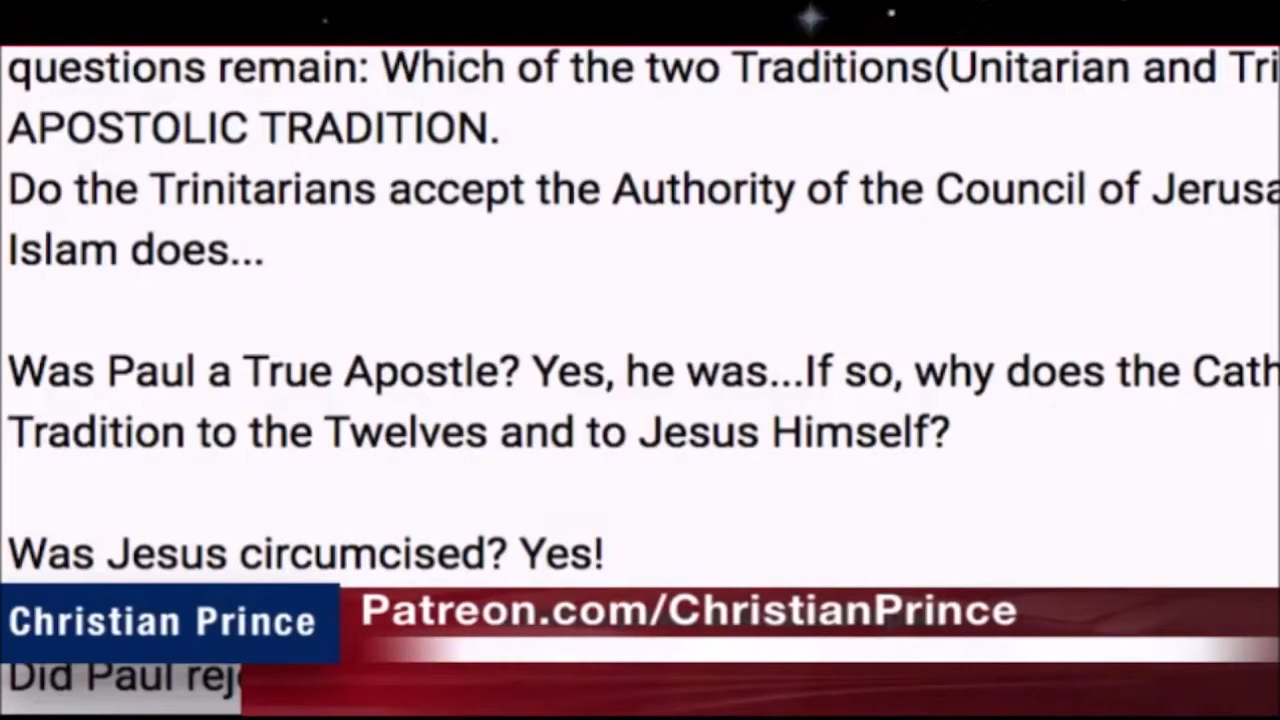 questions remain: Which of the two Traditions(Unitarian and Tri
APOSTOLIC TRADITION.
Do the Trinitarians accept the Authority of the Council of Jerusa
Islam does...
Was Paul a True Apostle? Yes, he was...If so, why does the Cath
Tradition to the Twelves and to Jesus Himself?
Was Jesus circumcised? Yes!
Christian Prince
Patreon.com/ChristianPrince
Did Paul rej